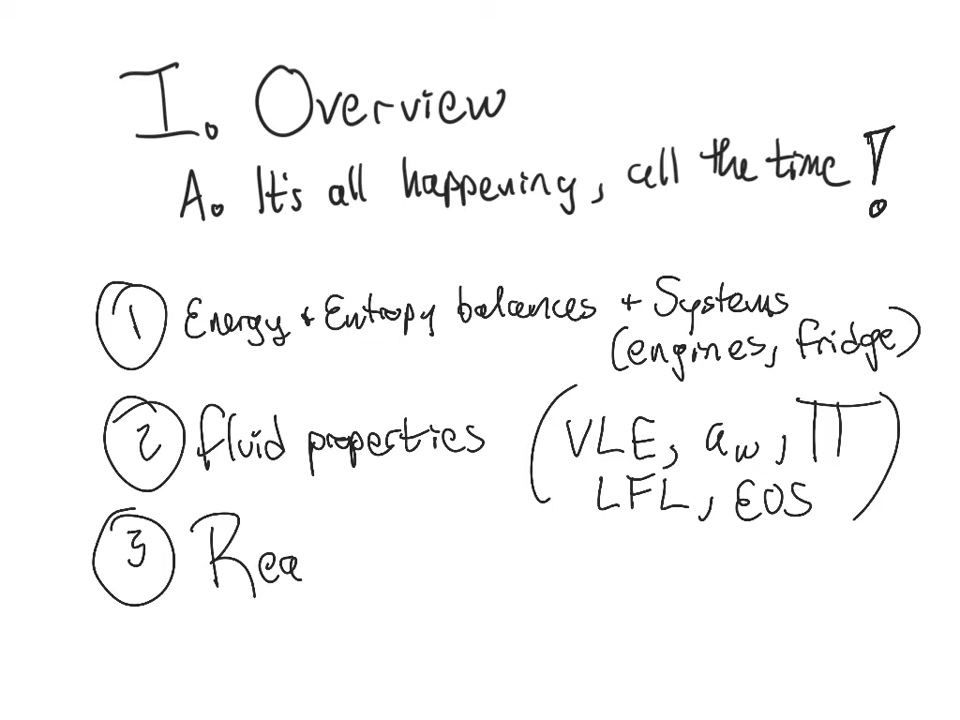 I. Overview
A. It's all happening, all the time!
1 Energy + Entropy balances + Systems
(engines, fridge)
2 fluid properties (VLE, aw, Π
LFL, EOS)
3 Rea